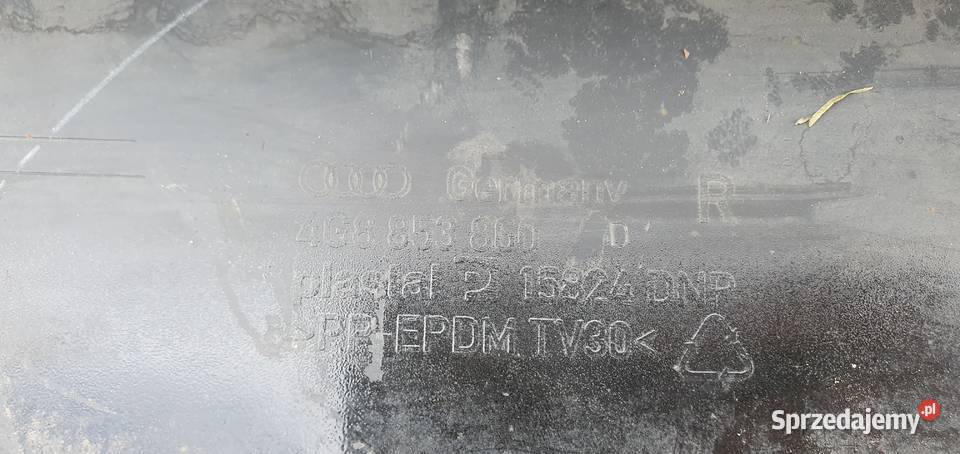 Germany R
4G8 853 860 D
plastal P 15824 DNP
>PP-EPDM TV30<
Sprzedajemy.pl